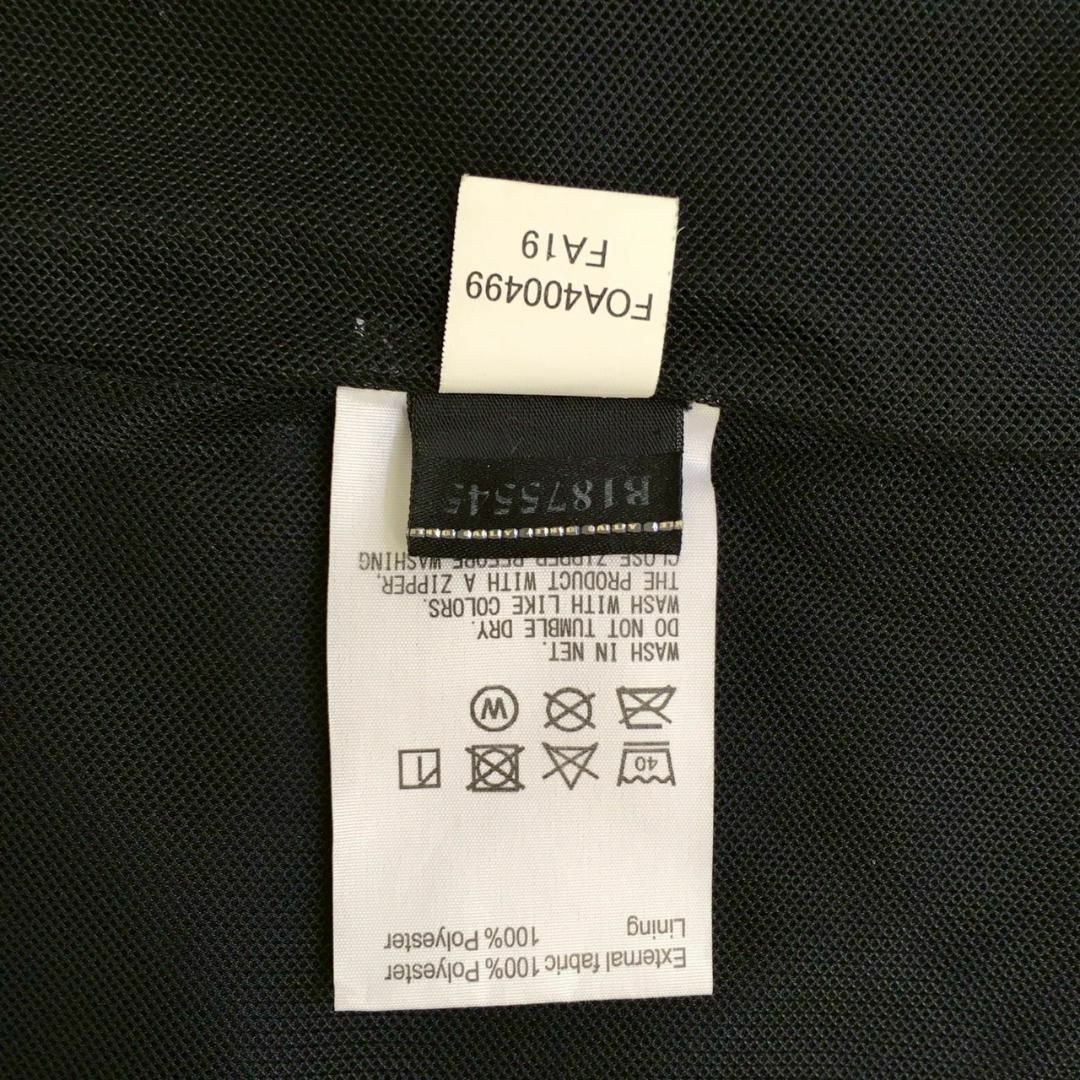 External fabric 100% Polyester
Lining 100% Polyester
40
W
WASH IN NET.
DO NOT TUMBLE DRY.
WASH WITH LIKE COLORS.
THE PRODUCT WITH A ZIPPER.
CLOSE ZIPPER BEFORE WASHING
R1875545
FOA400499
FA19